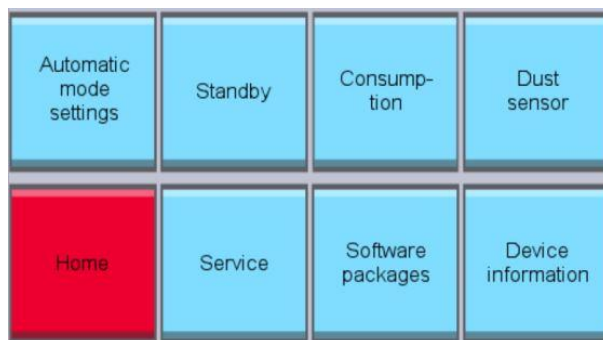 Automatic
mode
settings
Standby
Consump-
tion
Dust
sensor
Home
Service
Software
packages
Device
information